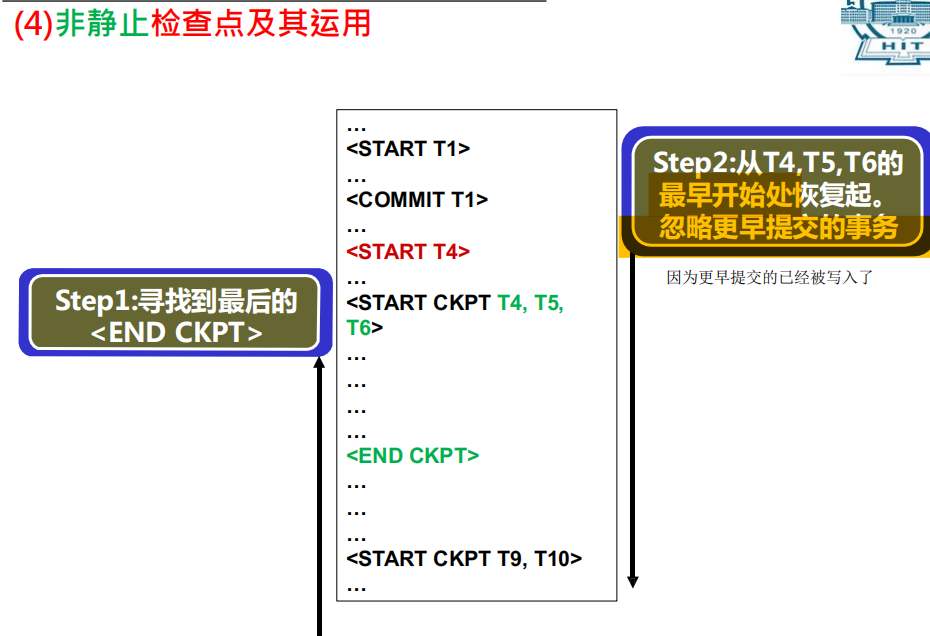 (4)非静止检查点及其运用
1920
HIT
...
<START T1>
...
<COMMIT T1>
...
<START T4>
...
<START CKPT T4, T5,
T6>
...
...
...
...
<END CKPT>
...
...
...
<START CKPT T9, T10>
...
Step1:寻找到最后的
<END CKPT>
Step2:从T4,T5,T6的
最早开始处恢复起。
忽略更早提交的事务
因为更早提交的已经被写入了